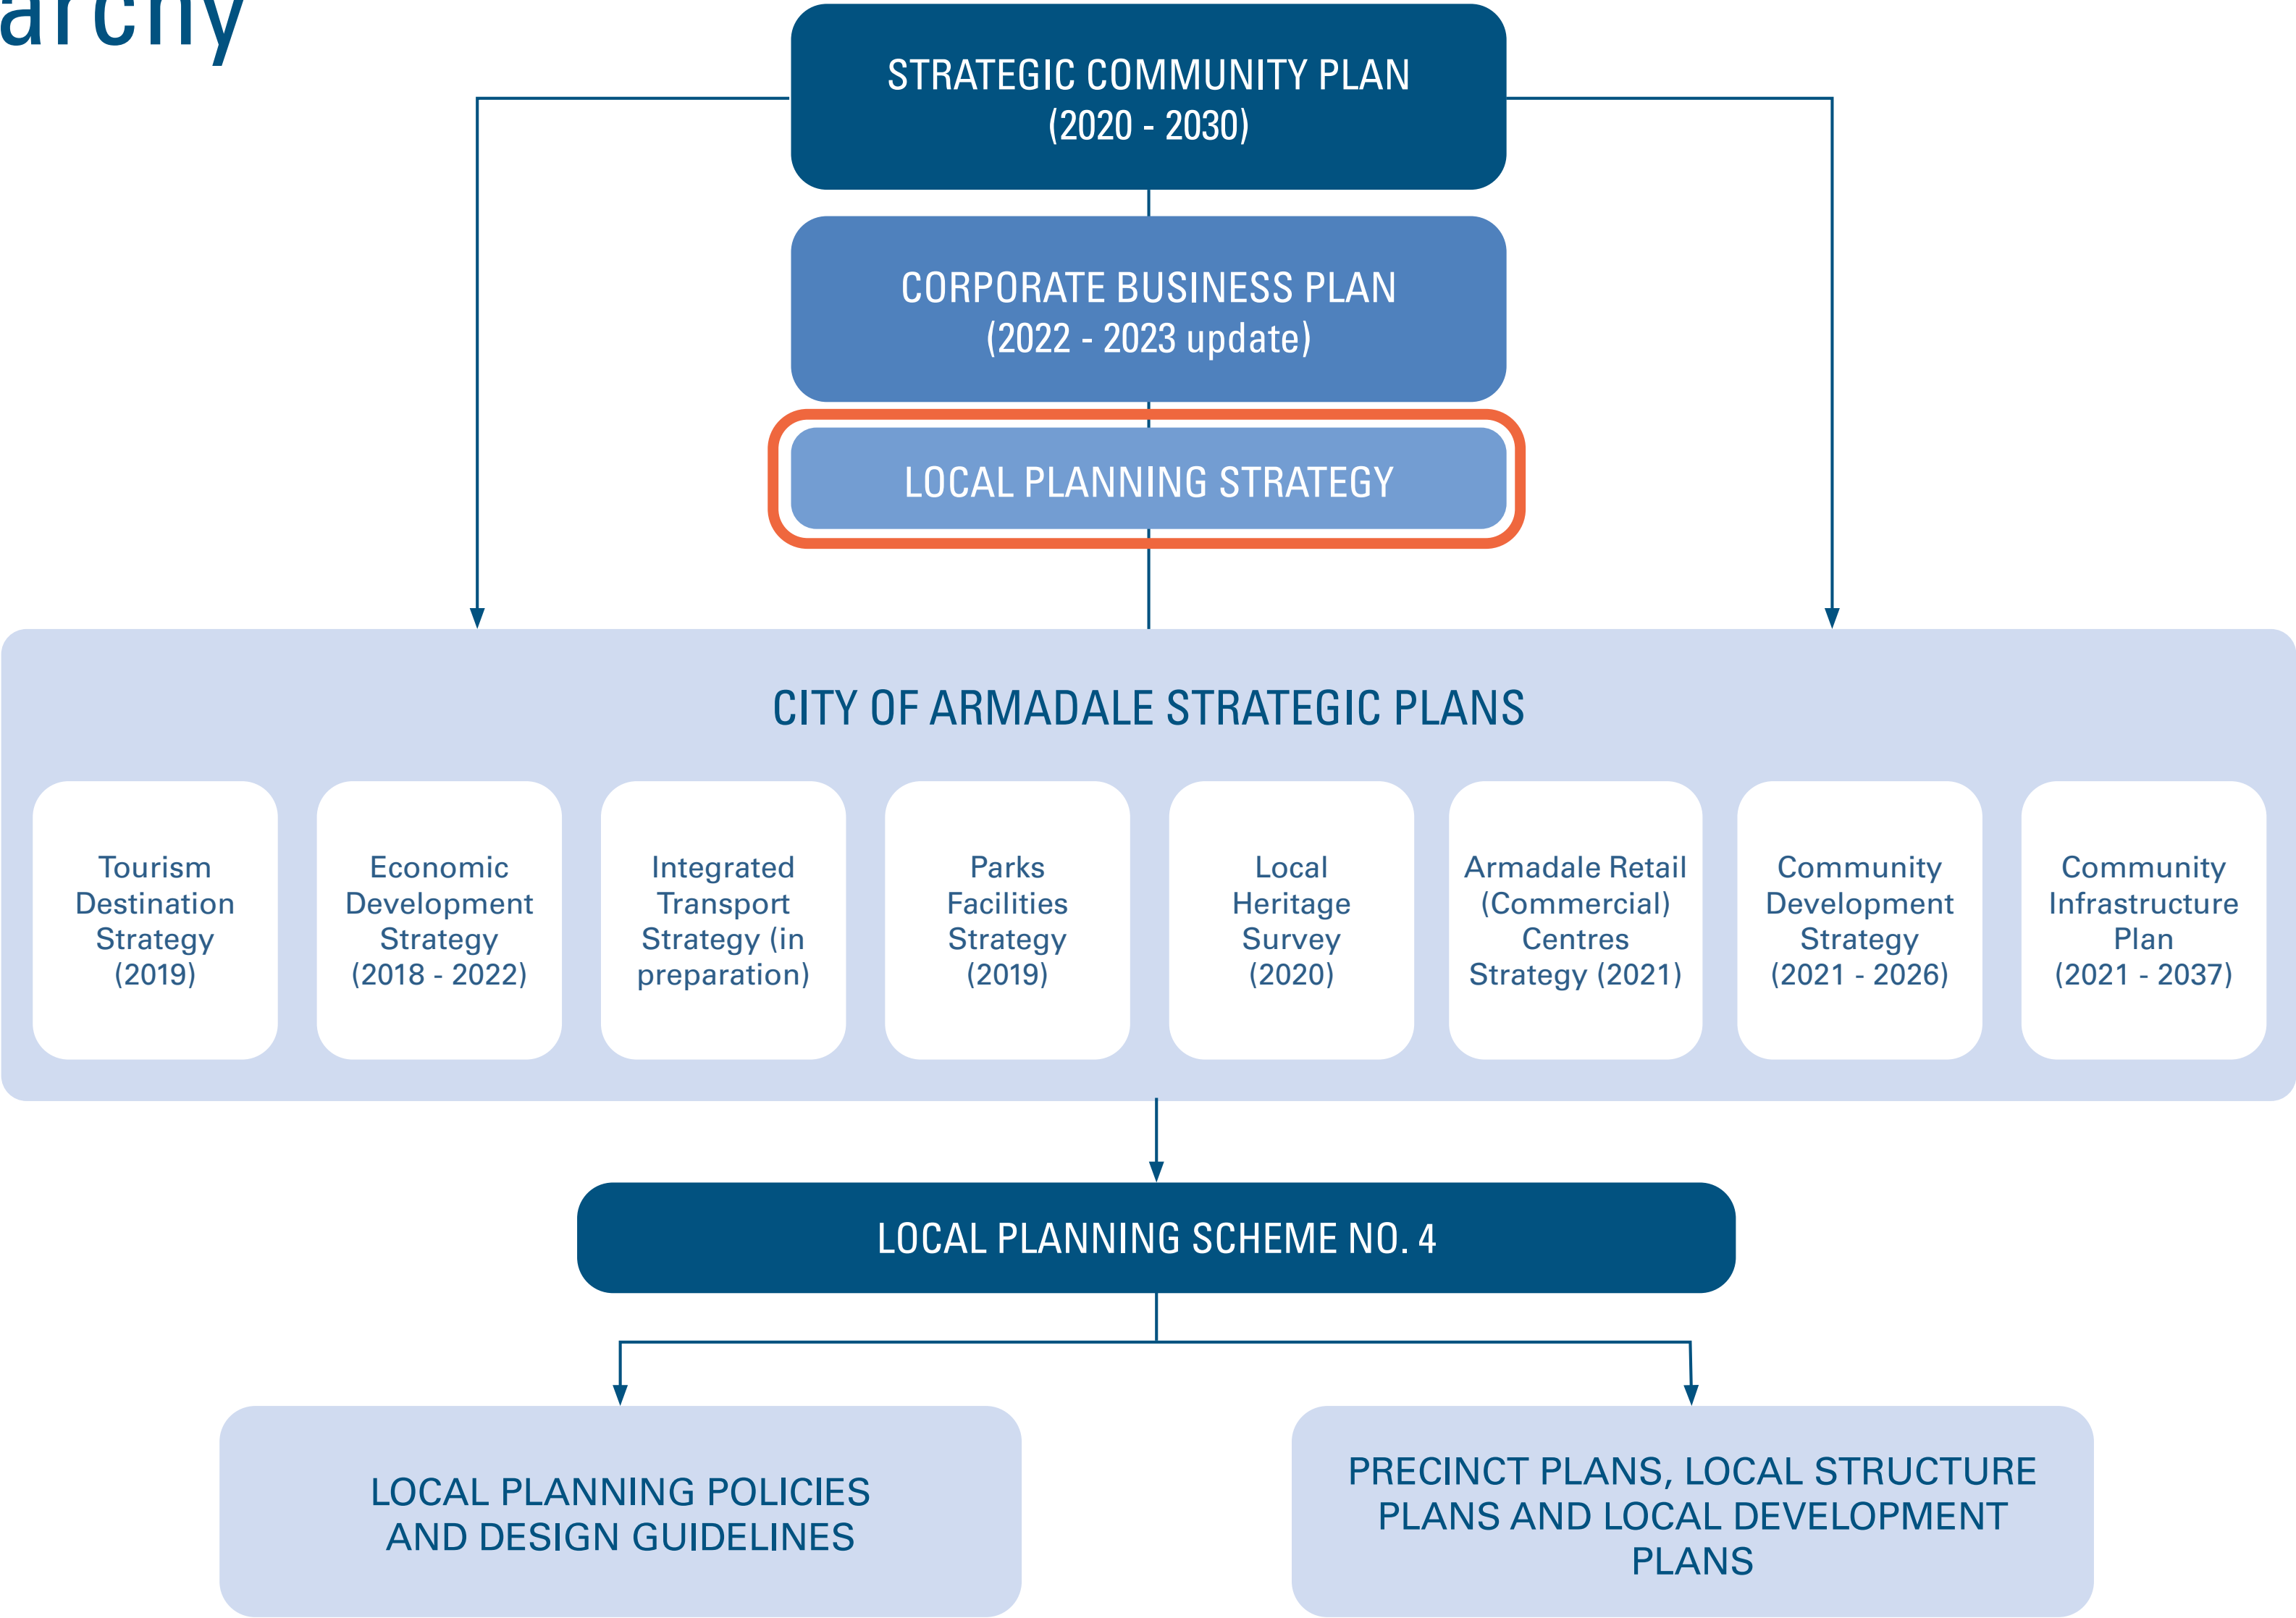 archy
STRATEGIC COMMUNITY PLAN
(2020 - 2030)
CORPORATE BUSINESS PLAN
(2022 - 2023 update)
LOCAL PLANNING STRATEGY
CITY OF ARMADALE STRATEGIC PLANS
Tourism
Destination
Strategy
(2019)
Economic
Development
Strategy
(2018 - 2022)
Integrated
Transport
Strategy (in
preparation)
Parks
Facilities
Strategy
(2019)
Local
Heritage
Survey
(2020)
Armadale Retail
(Commercial)
Centres
Strategy (2021)
Community
Development
Strategy
(2021 - 2026)
Community
Infrastructure
Plan
(2021 - 2037)
LOCAL PLANNING SCHEME NO. 4
LOCAL PLANNING POLICIES
AND DESIGN GUIDELINES
PRECINCT PLANS, LOCAL STRUCTURE
PLANS AND LOCAL DEVELOPMENT
PLANS